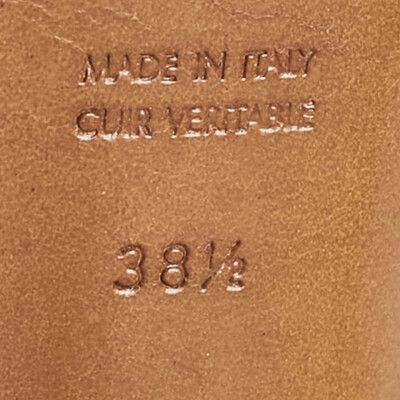 MADE IN ITALY
CUIR VERITABLE
38½